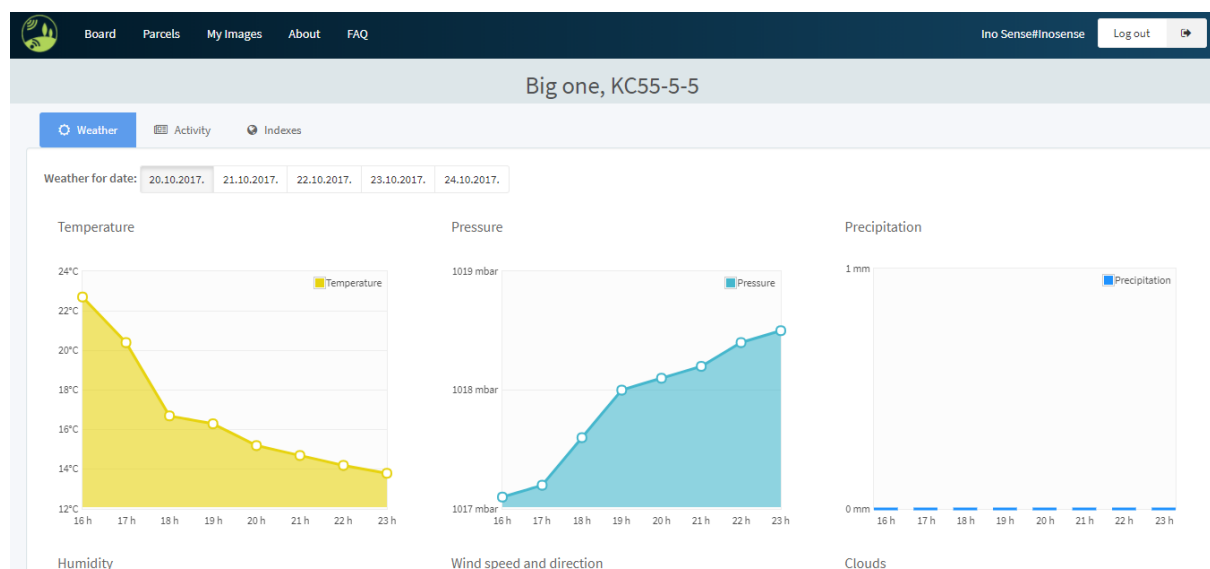 Board Parcels My Images About FAQ Ino Sense#Inosense Log out
Big one, KC55-5-5
Weather Activity Indexes
Weather for date: 20.10.2017. 21.10.2017. 22.10.2017. 23.10.2017. 24.10.2017.
Temperature
24°C
Temperature
22°C
20°C
18°C
16°C
14°C
12°C
16 h 17 h 18 h 19 h 20 h 21 h 22 h 23 h
Pressure
1019 mbar
Pressure
1018 mbar
1017 mbar
16 h 17 h 18 h 19 h 20 h 21 h 22 h 23 h
Precipitation
1 mm
Precipitation
0 mm
16 h 17 h 18 h 19 h 20 h 21 h 22 h 23 h
Humidity
Wind speed and direction
Clouds